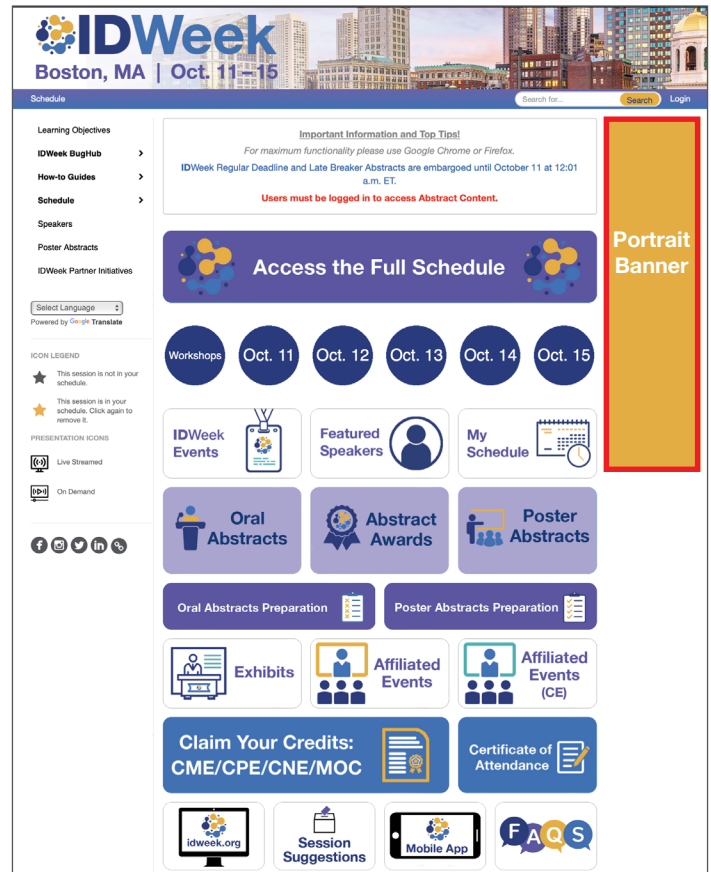 IDWeek
Boston, MA | Oct. 11–15
Schedule
Search for...
Search
Login
Learning Objectives
IDWeek BugHub
How-to Guides
Schedule
Speakers
Poster Abstracts
IDWeek Partner Initiatives
Select Language
Powered by Google Translate
ICON LEGEND
This session is not in your
schedule.
This session is in your
schedule. Click again to
remove it.
PRESENTATION ICONS
Live Streamed
On Demand
Important Information and Top Tips!
For maximum functionality please use Google Chrome or Firefox.
IDWeek Regular Deadline and Late Breaker Abstracts are embargoed until October 11 at 12:01
a.m. ET.
Users must be logged in to access Abstract Content.
Access the Full Schedule
Workshops
Oct. 11
Oct. 12
Oct. 13
Oct. 14
Oct. 15
IDWeek
Events
Featured
Speakers
My
Schedule
Oral
Abstracts
Abstract
Awards
Poster
Abstracts
Oral Abstracts Preparation
Poster Abstracts Preparation
Exhibits
Affiliated
Events
Affiliated
Events
(CE)
Claim Your Credits:
CME/CPE/CNE/MOC
Certificate of
Attendance
idweek.org
Session
Suggestions
Mobile App
FAQS
Portrait
Banner